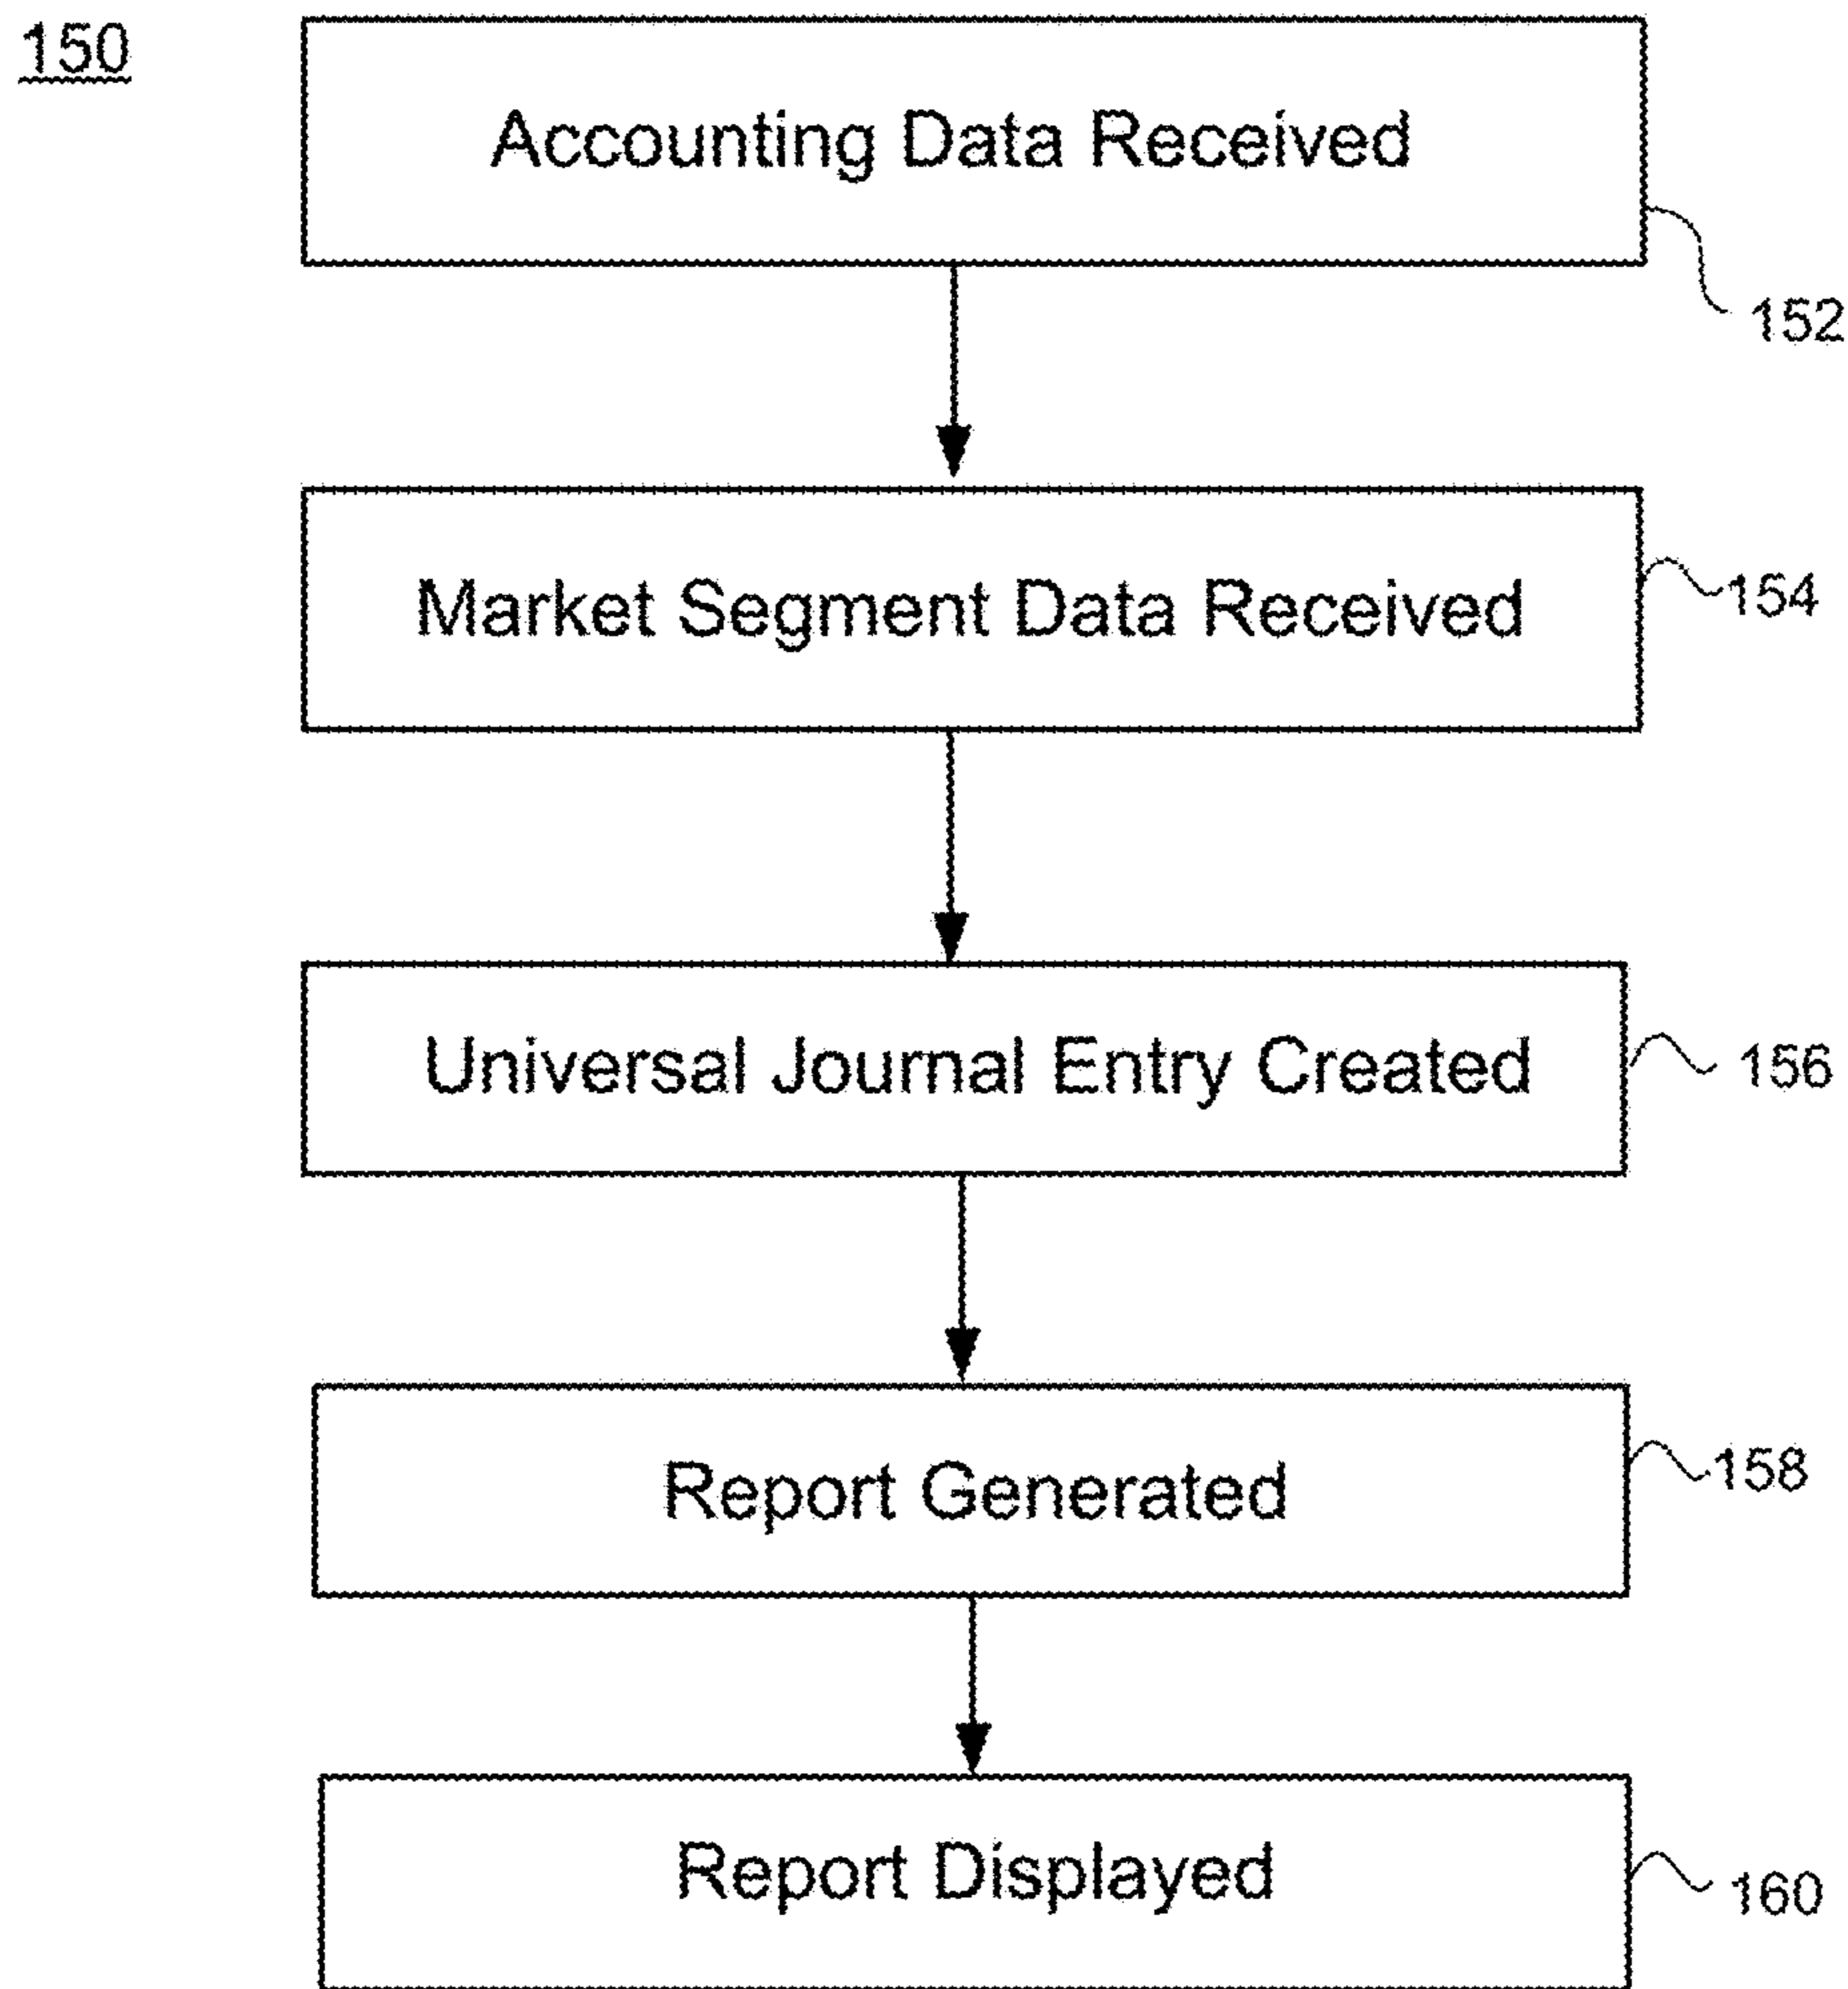 150
Accounting Data Received
152
Market Segment Data Received
154
Universal Journal Entry Created
156
Report Generated
158
Report Displayed
160